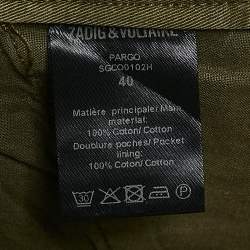 ZADIG & VOLTAIRE
PARGO
SGCO0102H
40
Matière principale/Main
material:
100% Coton/Cotton
Doublure poches/Pocket
lining:
100% Coton/Cotton
30
P